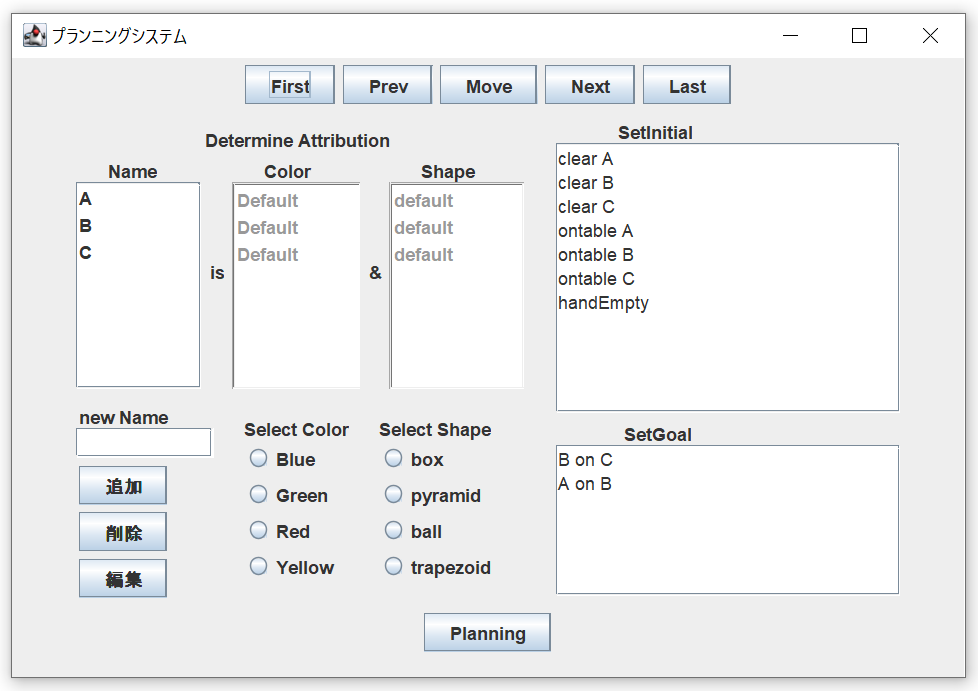 プランニングシステム
First Prev Move Next Last
Determine Attribution
Name Color Shape
A Default default
B Default default
C Default default
is &
SetInitial
clear A
clear B
clear C
ontable A
ontable B
ontable C
handEmpty
new Name
追加
削除
編集
Select Color Select Shape
Blue box
Green pyramid
Red ball
Yellow trapezoid
SetGoal
B on C
A on B
Planning